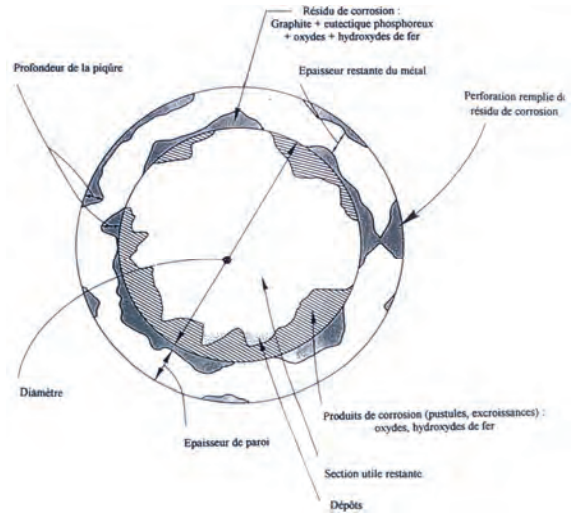 Résidu de corrosion :
Graphite + eutectique phosphoreux
+ oxydes + hydroxydes de fer
Profondeur de la piqûre
Epaisseur restante du métal
Perforation remplie de
résidu de corrosion
Diamètre
Epaisseur de paroi
Produits de corrosion (pustules, excroissances) :
oxydes, hydroxydes de fer
Section utile restante
Dépôts